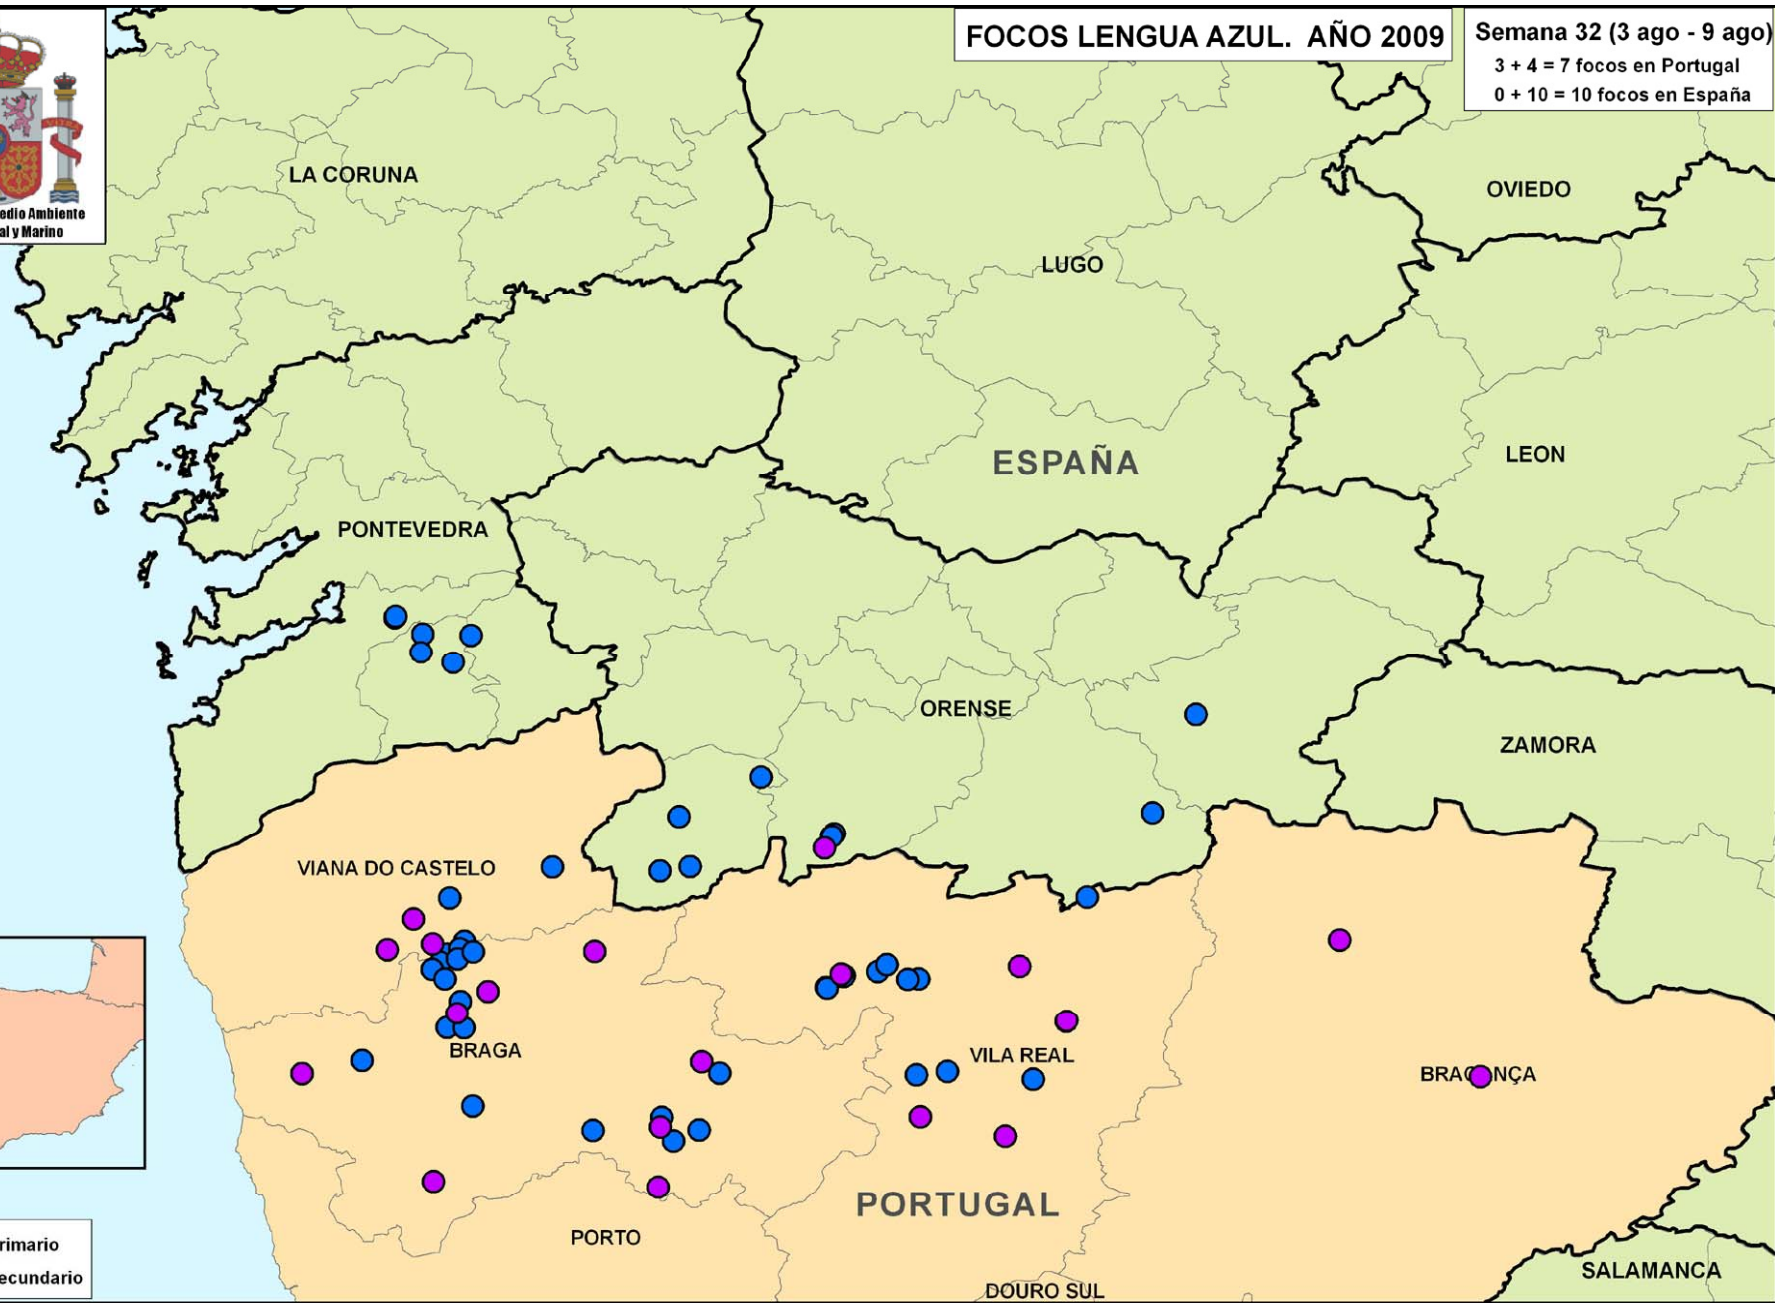 FOCOS LENGUA AZUL. AÑO 2009
Semana 32 (3 ago - 9 ago)
3 + 4 = 7 focos en Portugal
0 + 10 = 10 focos en España
edio Ambiente
al y Marino
LA CORUNA
OVIEDO
LUGO
ESPAÑA
LEON
PONTEVEDRA
ORENSE
ZAMORA
VIANA DO CASTELO
BRAGA
VILA REAL
BRAG NÇA
PORTUGAL
PORTO
rimario
ecundario
SALAMANCA
DOURO SUL